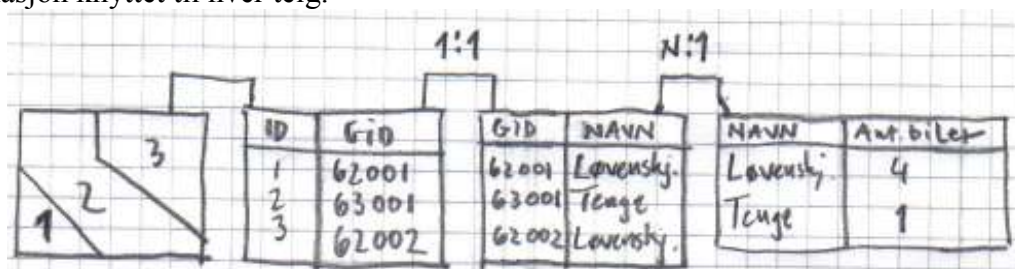 1:1 N:1
ID GID GID NAVN NAVN Ant.biler
3 1 62001 62001 Løvenskj. Løvenskj. 4
2 2 63001 63001 Tenge Tenge 1
1 3 62002 62002 Løvenskj.